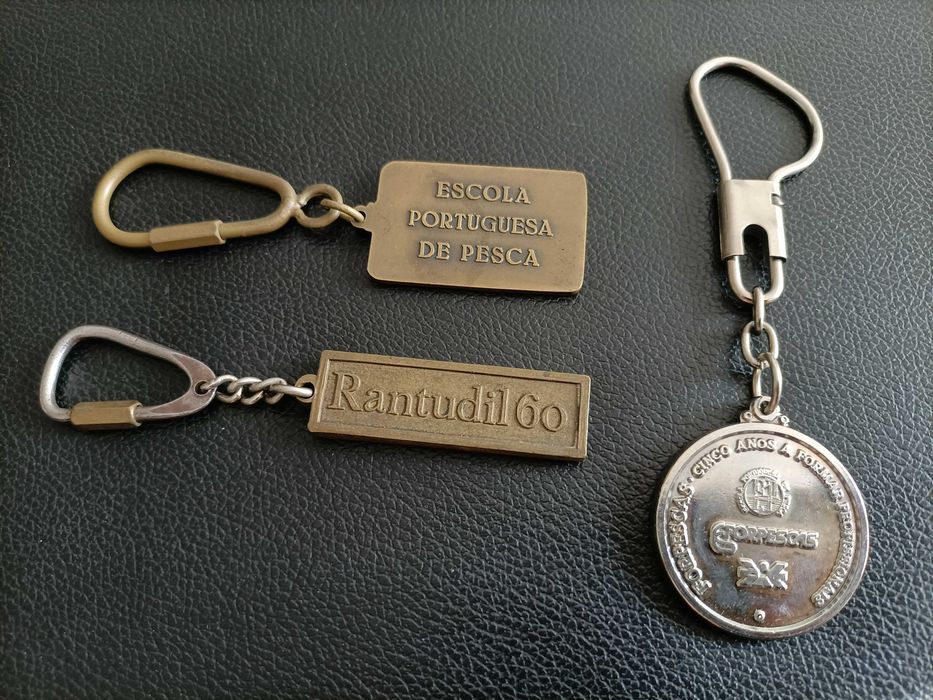 ESCOLA
PORTUGUESA
DE PESCA
Rantudil 60
FORPESCAS · CINCO ANOS A FORMAR PROFISSIONAIS
FORPESCAS